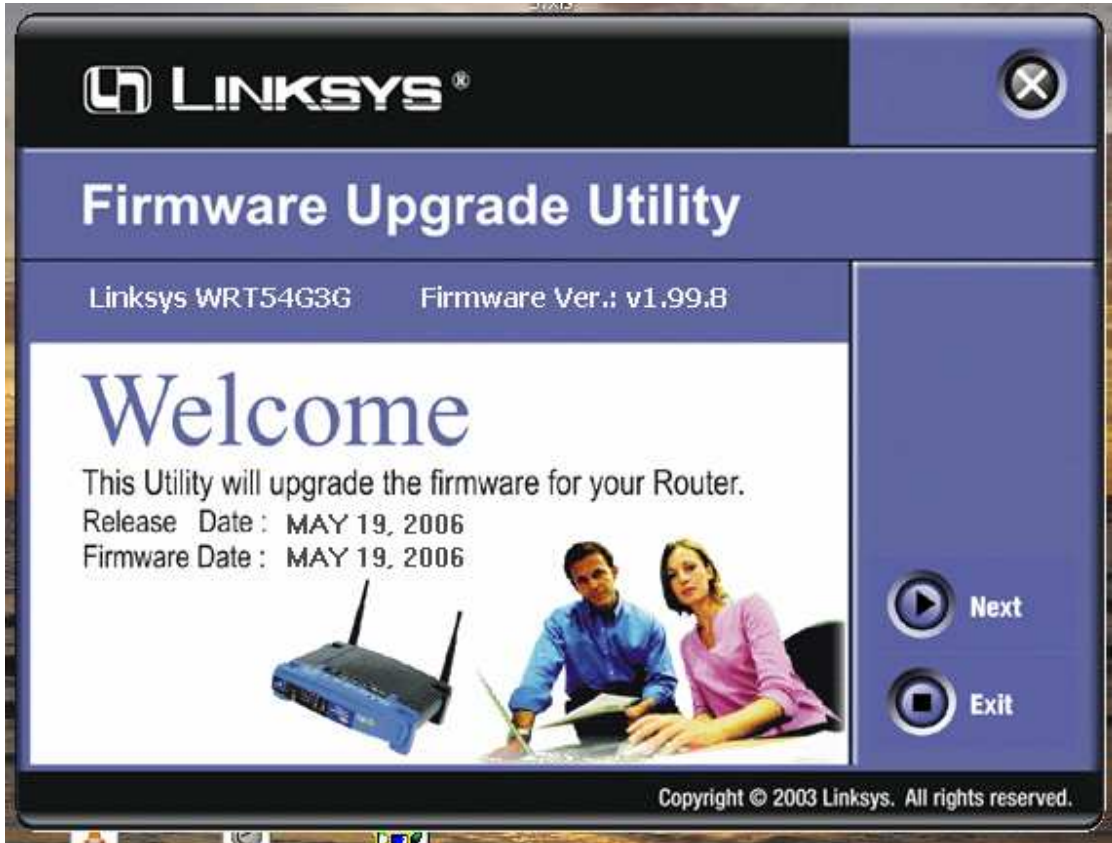 LINKSYS®
Firmware Upgrade Utility
Linksys WRT54G3G Firmware Ver.: v1.99.8
Welcome
This Utility will upgrade the firmware for your Router.
Release Date : MAY 19, 2006
Firmware Date : MAY 19, 2006
Next
Exit
Copyright © 2003 Linksys. All rights reserved.